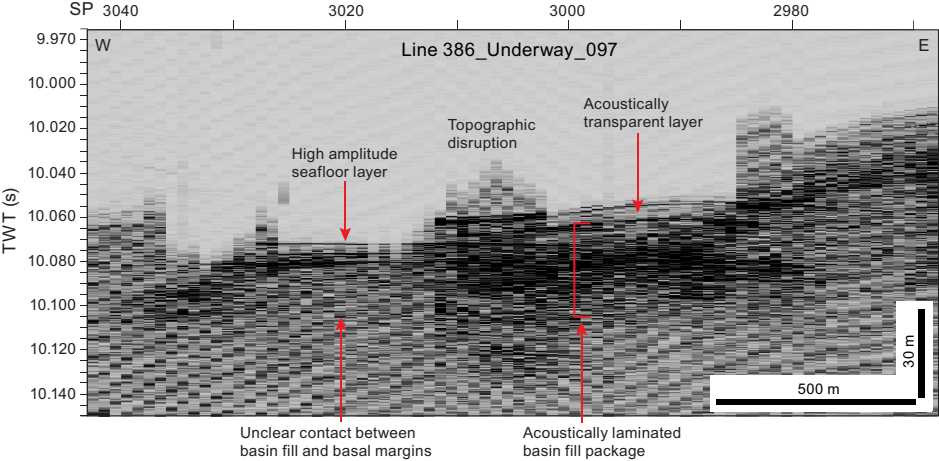 SP 3040 3020 3000 2980
W
Line 386_Underway_097
E
TWT (s)
9.970
10.000
10.020
10.040
10.060
10.080
10.100
10.120
10.140
High amplitude
seafloor layer
Topographic
disruption
Acoustically
transparent layer
30 m
500 m
Unclear contact between
basin fill and basal margins
Acoustically laminated
basin fill package